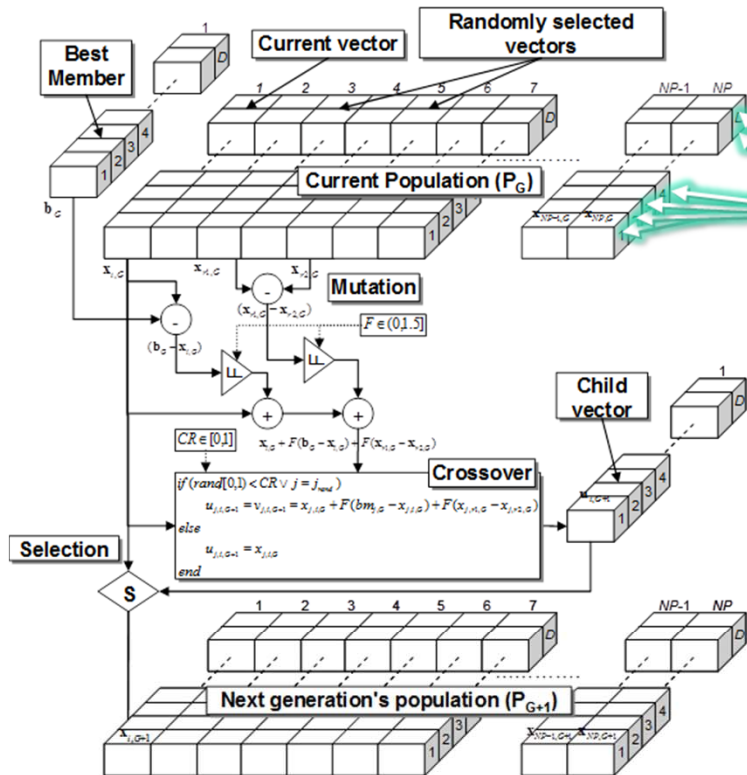 Best
Member
Current vector
Randomly selected
vectors
1
D
1 2 3 4 5 6 7
D
NP-1 NP
D
1 2 3 4
b_G
Current Population (P_G)
1 2 3
x_{NP-1,G} x_{NP,G}
1 4
x_{i,G} x_{r1,G} x_{r2,G}
Mutation
-
(x_{r1,G} - x_{r2,G})
-
(b_G - x_{i,G})
F ∈ (0,1.5]
F
F
+
+
CR ∈ [0,1]
x_{i,G} + F(b_G - x_{i,G}) + F(x_{r1,G} - x_{r2,G})
Crossover
if (rand[0,1) < CR ∨ j = j_{rand})
u_{j,i,G+1} = v_{j,i,G+1} = x_{j,i,G} + F(bm_{j,G} - x_{j,i,G}) + F(x_{j,r1,G} - x_{j,r2,G})
else
u_{j,i,G+1} = x_{j,i,G}
end
Child
vector
1
D
u_{i,G+1}
1 2 3 4
Selection
S
1 2 3 4 5 6 7
D
NP-1 NP
D
Next generation's population (P_{G+1})
x_{i,G+1}
1 2 3
x_{NP-1,G+1} x_{NP,G+1}
1 2 3 4